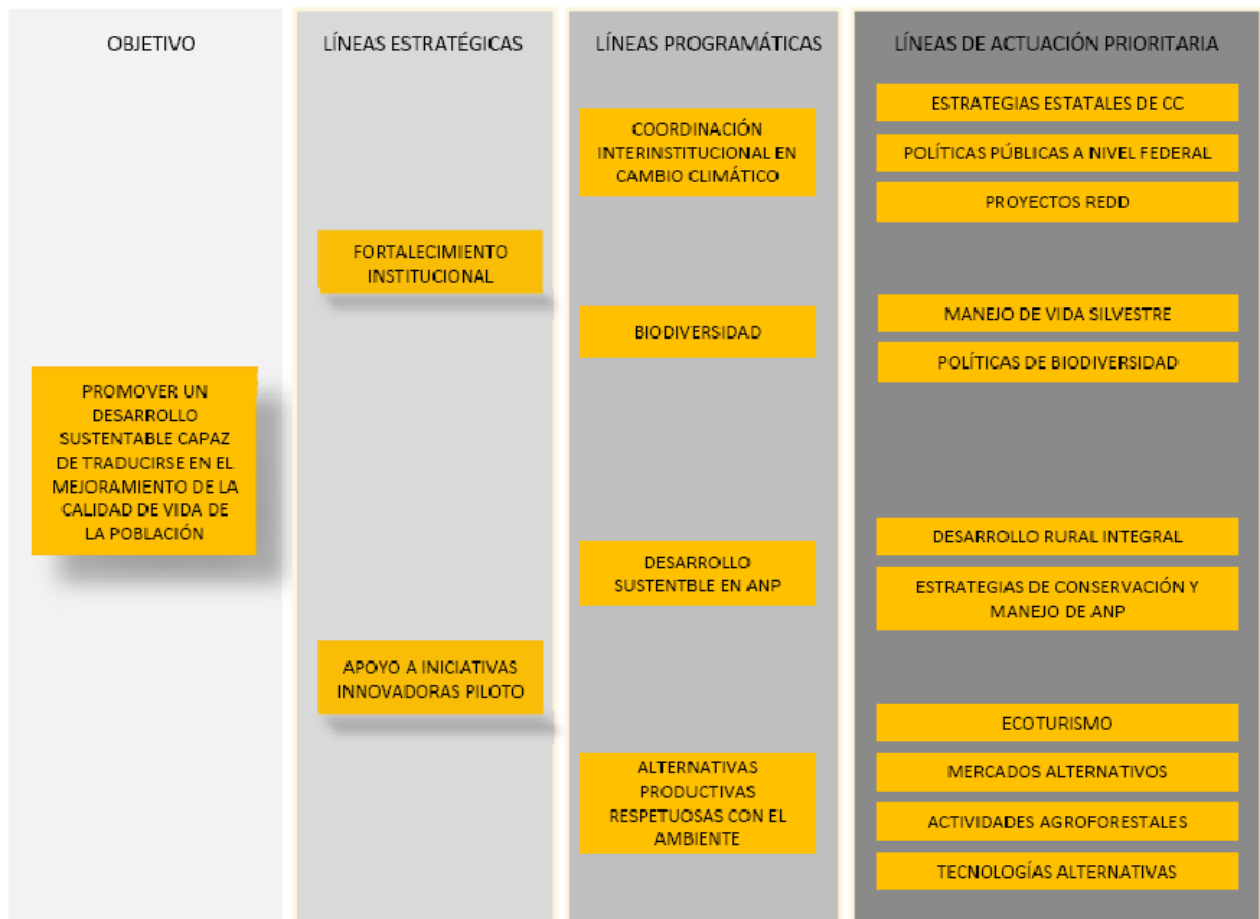 OBJETIVO
PROMOVER UN
DESARROLLO
SUSTENTABLE CAPAZ
DE TRADUCIRSE EN EL
MEJORAMIENTO DE LA
CALIDAD DE VIDA DE
LA POBLACIÓN
LÍNEAS ESTRATÉGICAS
FORTALECIMIENTO
INSTITUCIONAL
APOYO A INICIATIVAS
INNOVADORAS PILOTO
LÍNEAS PROGRAMÁTICAS
COORDINACIÓN
INTERINSTITUCIONAL EN
CAMBIO CLIMÁTICO
BIODIVERSIDAD
DESARROLLO
SUSTENTBLE EN ANP
ALTERNATIVAS
PRODUCTIVAS
RESPETUOSAS CON EL
AMBIENTE
LÍNEAS DE ACTUACIÓN PRIORITARIA
ESTRATEGIAS ESTATALES DE CC
POLÍTICAS PÚBLICAS A NIVEL FEDERAL
PROYECTOS REDD
MANEJO DE VIDA SILVESTRE
POLÍTICAS DE BIODIVERSIDAD
DESARROLLO RURAL INTEGRAL
ESTRATEGIAS DE CONSERVACIÓN Y
MANEJO DE ANP
ECOTURISMO
MERCADOS ALTERNATIVOS
ACTIVIDADES AGROFORESTALES
TECNOLOGÍAS ALTERNATIVAS